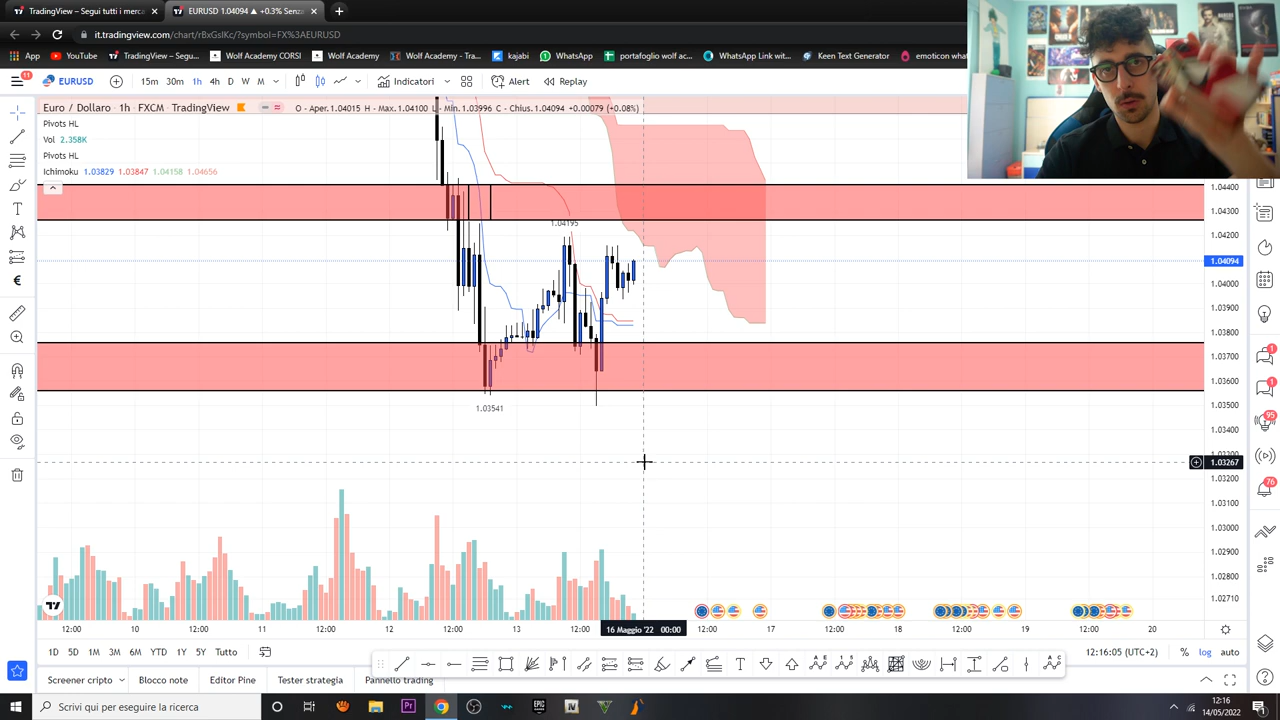 TradingView — Segui tutti i merca
EURUSD 1.04094 ▲ +0.3% Senza
it.tradingview.com/chart/rBxGslKc/?symbol=FX%3AEURUSD
App
YouTube
TradingView – Seg...
Wolf Academy CORSI
Wolf Academy
Wolf Academy - Tra...
kajabi
WhatsApp
portafoglio wolf ac...
WhatsApp Link - W...
Keen Text Generator
emoticon whatsapp
11
EURUSD
15m 30m 1h 4h D W M
Indicatori
Alert
Replay
Euro / Dollaro · 1h · FXCM · TradingView
O - Aper.1.04015 H - Max.1.04100 L - Min.1.03996 C - Chius.1.04094 +0.00079 (+0.08%)
Pivots HL
Vol 2.358K
Pivots HL
Ichimoku 1.03829 1.03847 1.04158 1.04656
1.04195
1.03541
1.04400
1.04300
1.04200
1.04094
1.04000
1.03900
1.03800
1.03700
1.03600
1.03500
1.03400
1.03267
1.03200
1.03100
1.03000
1.02900
1.02800
1.02710
1
1
95
76
12:00 10 12:00 11 12:00 12 12:00 13 12:00 16 Maggio '22 00:00 12:00 17 12:00 18 12:00 19 12:00 20
1D 5D 1M 3M 6M YTD 1Y 5Y Tutto
12:16:05 (UTC+2)
% log auto
Screener cripto
Blocco note
Editor Pine
Tester strategia
Pannello trading
Scrivi qui per eseguire la ricerca
12:16
14/05/2022